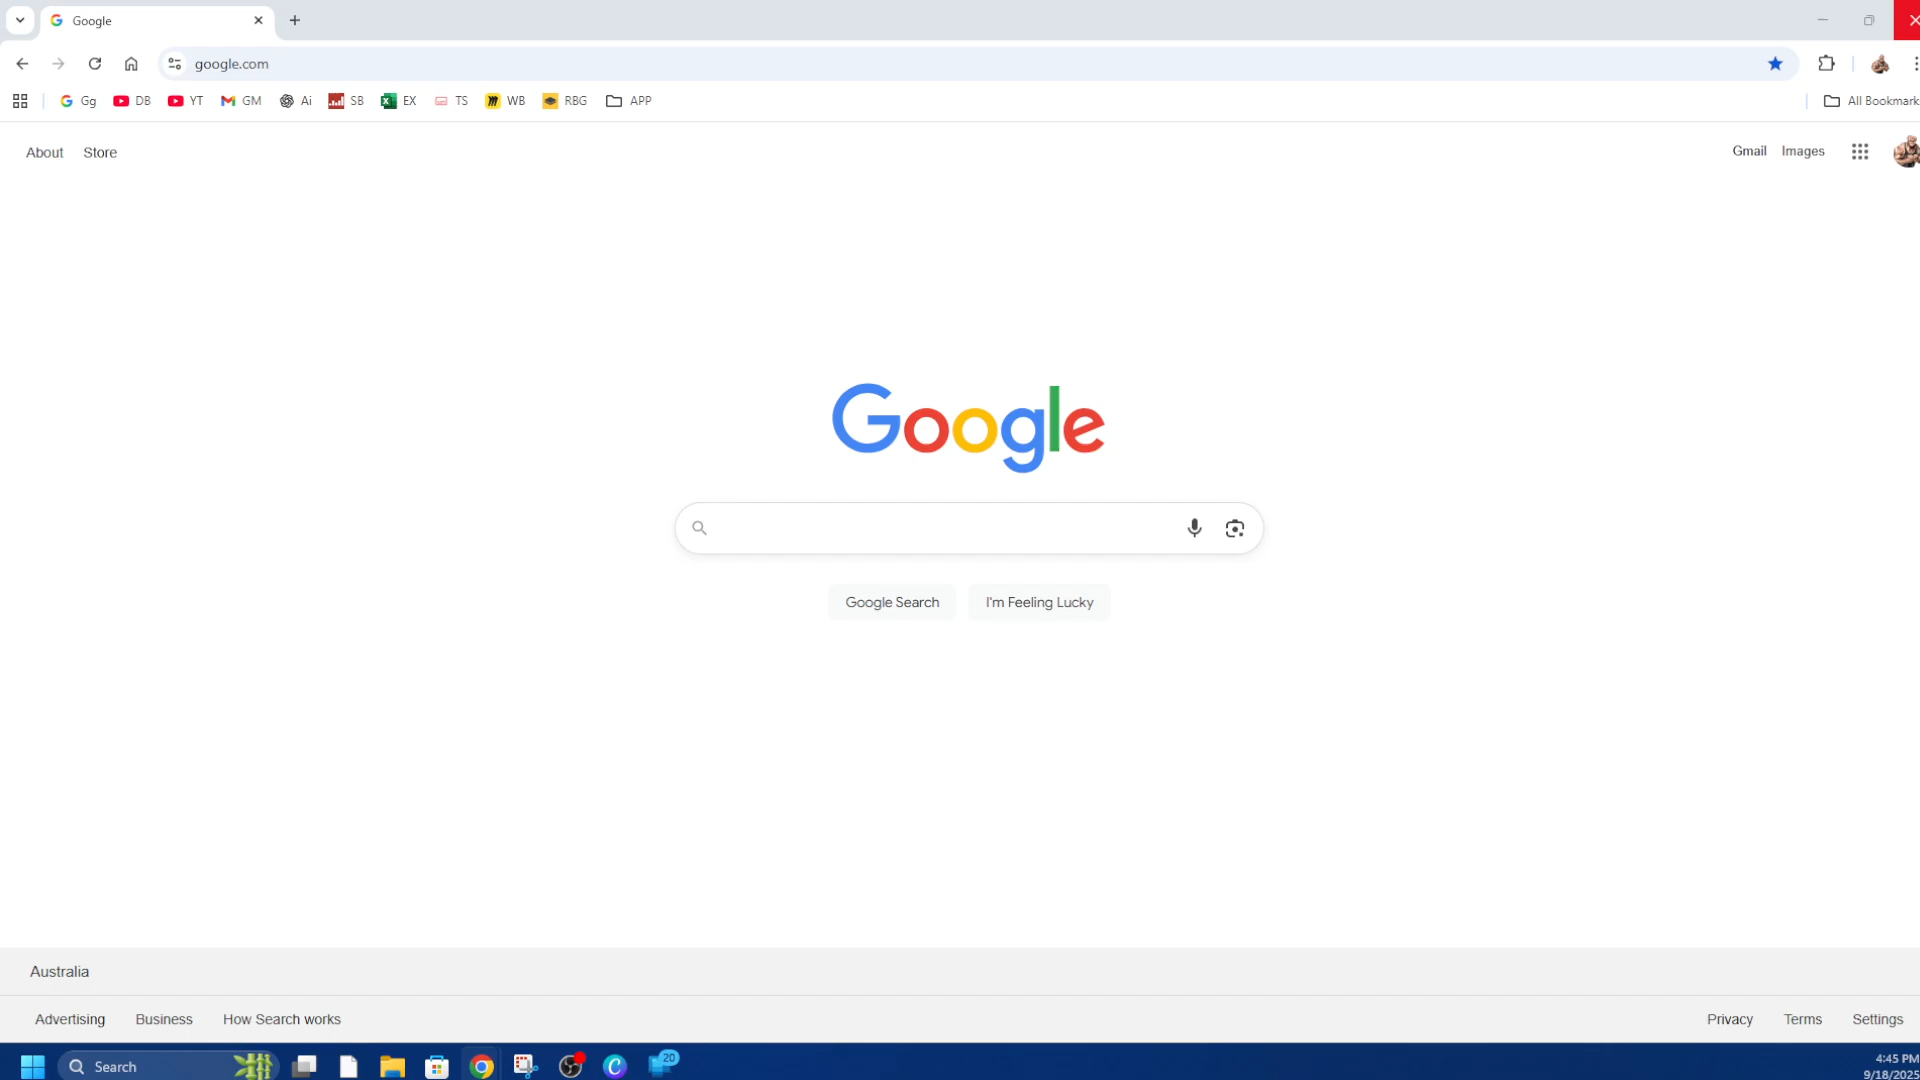 Google
google.com
Gg DB YT GM Ai SB EX TS WB RBG APP All Bookmark
About Store Gmail Images
Google
Google Search I'm Feeling Lucky
Australia
Advertising Business How Search works Privacy Terms Settings
Search 20 4:45 PM
9/18/2025